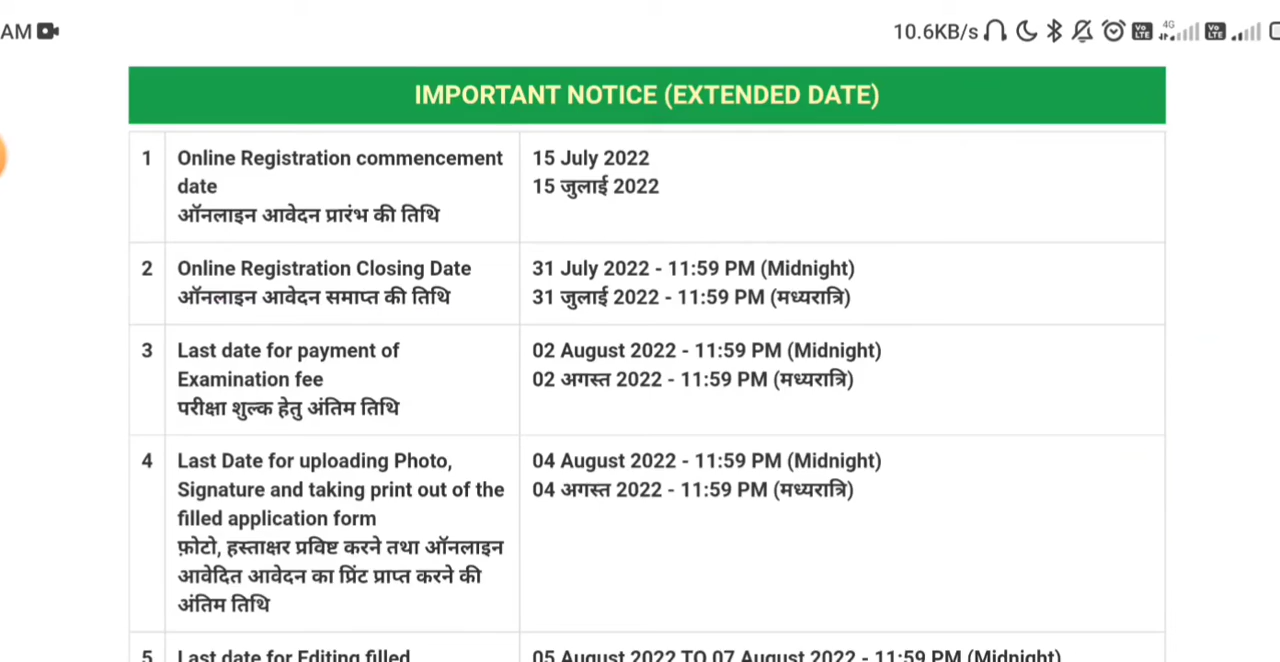 AM
10.6KB/s
4G
IMPORTANT NOTICE (EXTENDED DATE)
1
Online Registration commencement
date
ऑनलाइन आवेदन प्रारंभ की तिथि
15 July 2022
15 जुलाई 2022
2
Online Registration Closing Date
ऑनलाइन आवेदन समाप्त की तिथि
31 July 2022 - 11:59 PM (Midnight)
31 जुलाई 2022 - 11:59 PM (मध्यरात्रि)
3
Last date for payment of
Examination fee
परीक्षा शुल्क हेतु अंतिम तिथि
02 August 2022 - 11:59 PM (Midnight)
02 अगस्त 2022 - 11:59 PM (मध्यरात्रि)
4
Last Date for uploading Photo,
Signature and taking print out of the
filled application form
फ़ोटो, हस्ताक्षर प्रविष्ट करने तथा ऑनलाइन
आवेदित आवेदन का प्रिंट प्राप्त करने की
अंतिम तिथि
04 August 2022 - 11:59 PM (Midnight)
04 अगस्त 2022 - 11:59 PM (मध्यरात्रि)
5
Last date for Editing filled
05 August 2022 TO 07 August 2022 - 11:59 PM (Midnight)